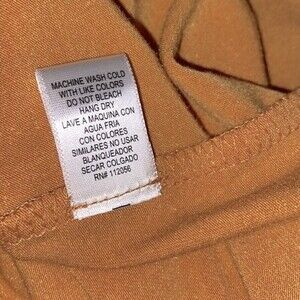 MACHINE WASH COLD
WITH LIKE COLORS
DO NOT BLEACH
HANG DRY
LAVE A MAQUINA CON
AGUA FRIA
CON COLORES
SIMILARES NO USAR
BLANQUEADOR
SECAR COLGADO
RN# 112056